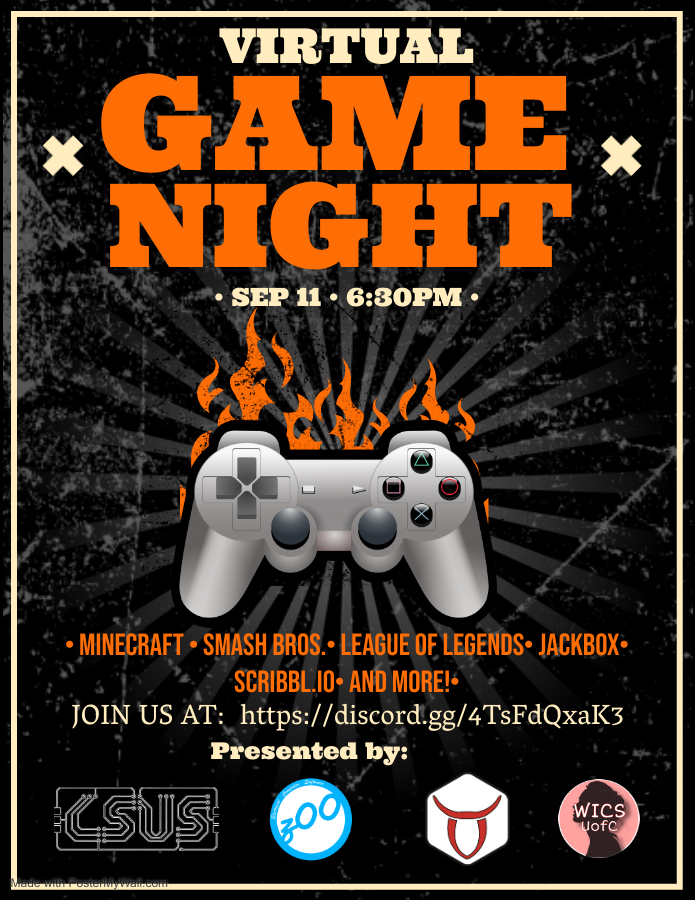 VIRTUAL
GAME
NIGHT
• SEP 11 • 6:30PM •
• MINECRAFT • SMASH BROS.• LEAGUE OF LEGENDS• JACKBOX•
SCRIBBL.IO• AND MORE!•
JOIN US AT: https://discord.gg/4TsFdQxaK3
Presented by:
CSUS
WICS
UofC
Made with PosterMyWall.com